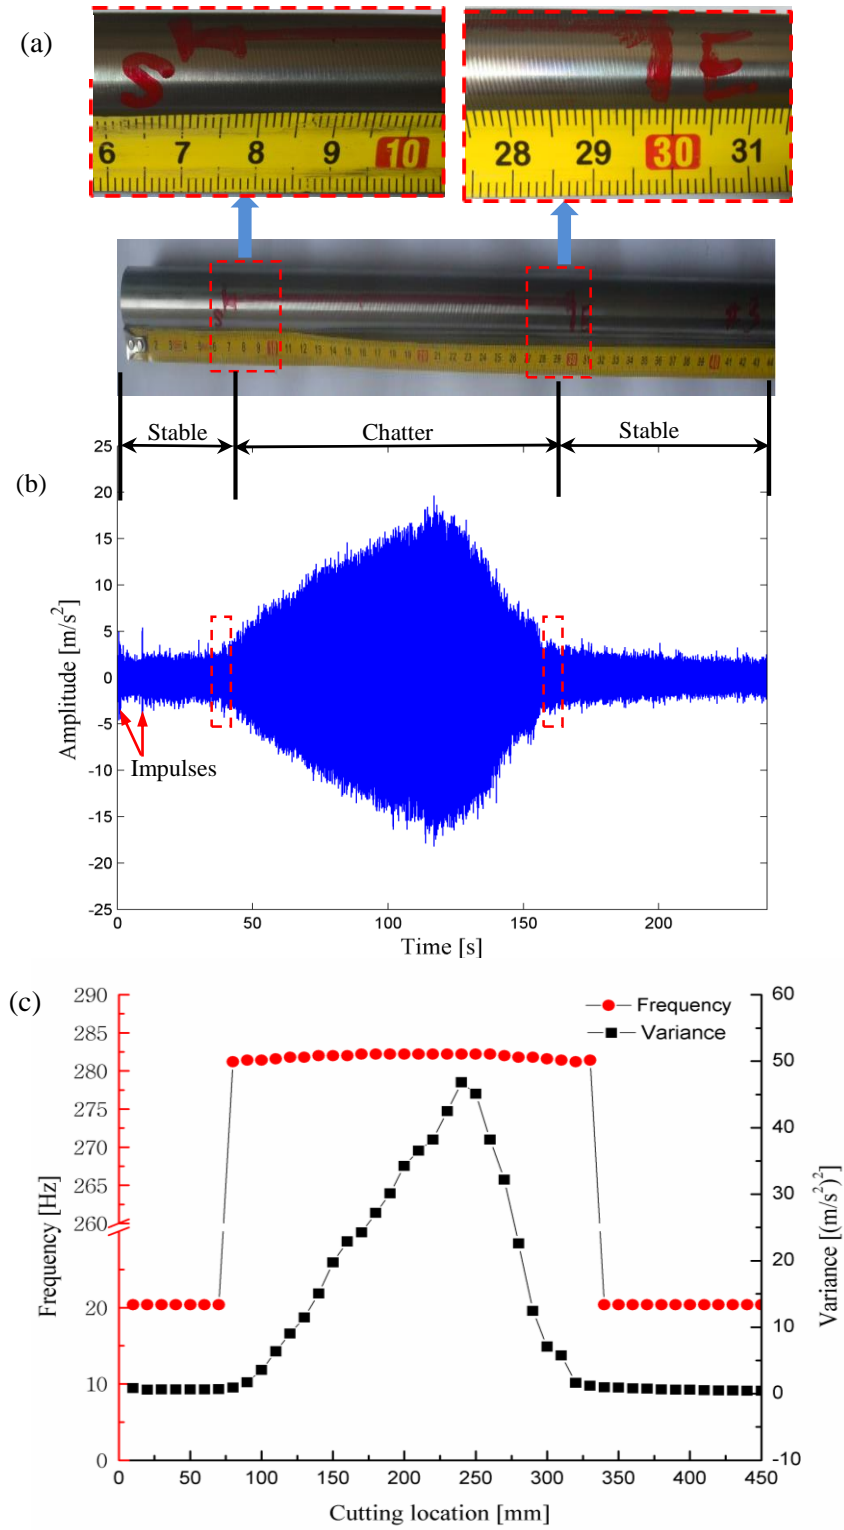 (a)
S
E
6 7 8 9 10
28 29 30 31
S
E
#3
Stable Chatter Stable
(b)
25
20
15
10
5
0
-5
-10
-15
-20
-25
Amplitude [m/s²]
Impulses
0 50 100 150 200
Time [s]
(c)
290
285
280
275
270
265
260
20
10
0
Frequency [Hz]
Frequency
Variance
60
50
40
30
20
10
0
-10
Variance [(m/s²)²]
0 50 100 150 200 250 300 350 400 450
Cutting location [mm]